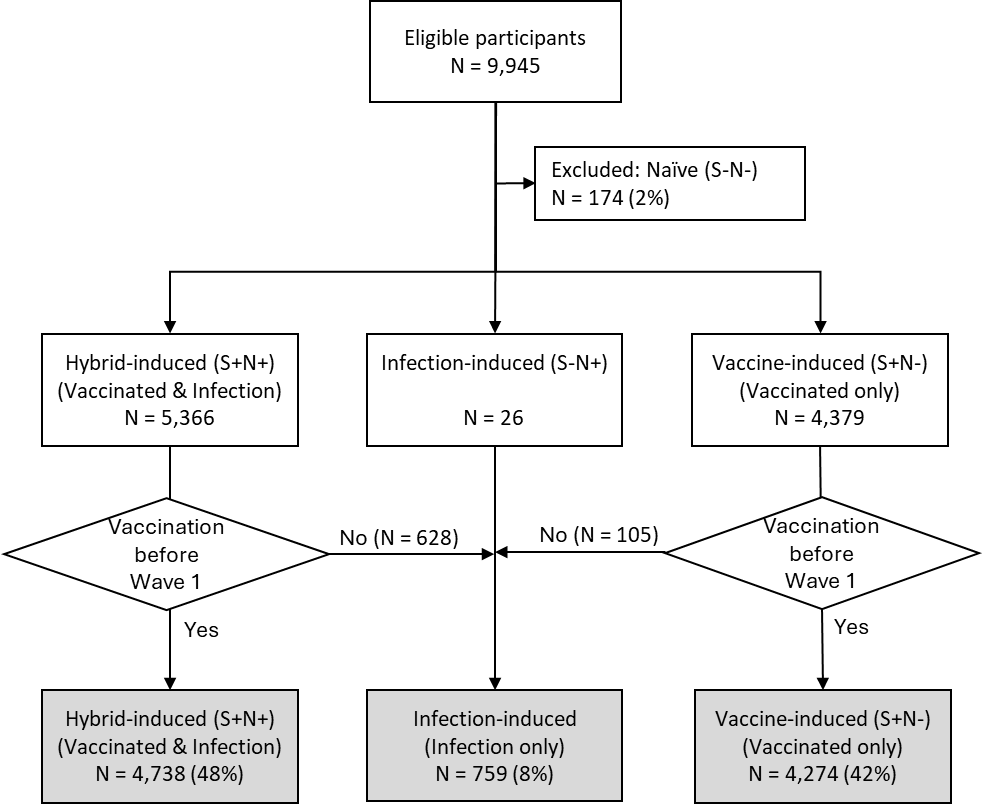 Eligible participants
N = 9,945
Excluded: Naïve (S-N-)
N = 174 (2%)
Hybrid-induced (S+N+)
(Vaccinated & Infection)
N = 5,366
Infection-induced (S-N+)
N = 26
Vaccine-induced (S+N-)
(Vaccinated only)
N = 4,379
Vaccination
before
Wave 1
No (N = 628)
No (N = 105)
Vaccination
before
Wave 1
Yes
Yes
Hybrid-induced (S+N+)
(Vaccinated & Infection)
N = 4,738 (48%)
Infection-induced
(Infection only)
N = 759 (8%)
Vaccine-induced (S+N-)
(Vaccinated only)
N = 4,274 (42%)